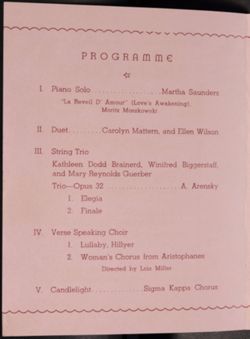 PROGRAMME
I. Piano Solo..................Martha Saunders
"La Reveil D' Amour" (Love's Awakening),
Moritz Moszkowski
II. Duet.........Carolyn Mattern, and Ellen Wilson
III. String Trio
Kathleen Dodd Brainerd, Winifred Biggerstaff,
and Mary Reynolds Guerber
Trio—Opus 32...................A. Arensky
1. Elegia
2. Finale
IV. Verse Speaking Choir
1. Lullaby, Hillyer
2. Woman's Chorus from Aristophanes
Directed by Lois Miller
V. Candlelight..............Sigma Kappa Chorus